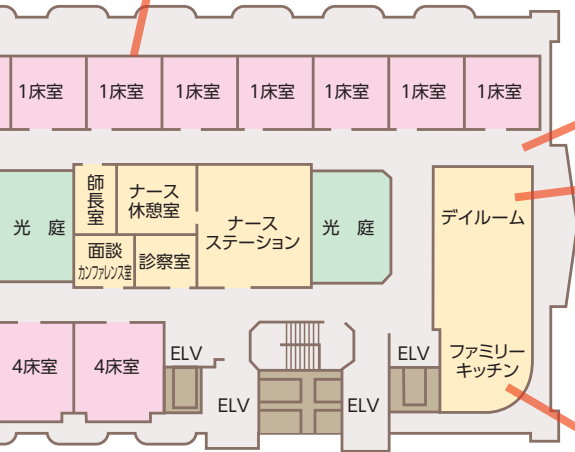 1床室
1床室
1床室
1床室
1床室
1床室
1床室
光 庭
師長室
ナース
休憩室
面談
カンファレンス室
診察室
ナース
ステーション
光 庭
デイルーム
4床室
4床室
ELV
ELV
ELV
ELV
ファミリー
キッチン